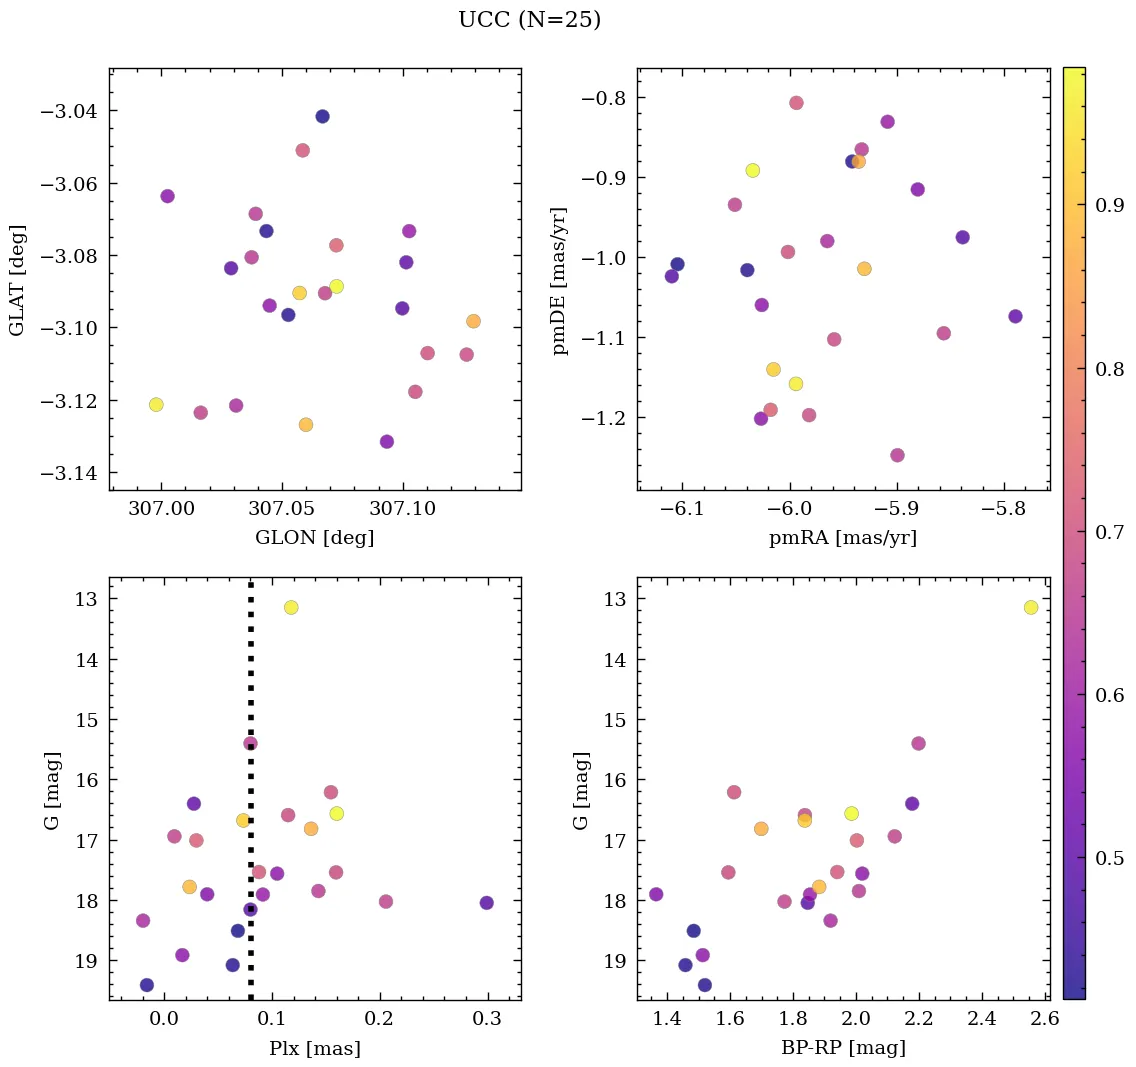 UCC (N=25)
−3.04
−3.06
−3.08
−3.10
−3.12
−3.14
GLAT [deg]
307.00 307.05 307.10
GLON [deg]
−0.8
−0.9
−1.0
−1.1
−1.2
pmDE [mas/yr]
−6.1 −6.0 −5.9 −5.8
pmRA [mas/yr]
13
14
15
16
17
18
19
G [mag]
0.0 0.1 0.2 0.3
Plx [mas]
13
14
15
16
17
18
19
G [mag]
1.4 1.6 1.8 2.0 2.2 2.4 2.6
BP-RP [mag]
0.9
0.8
0.7
0.6
0.5